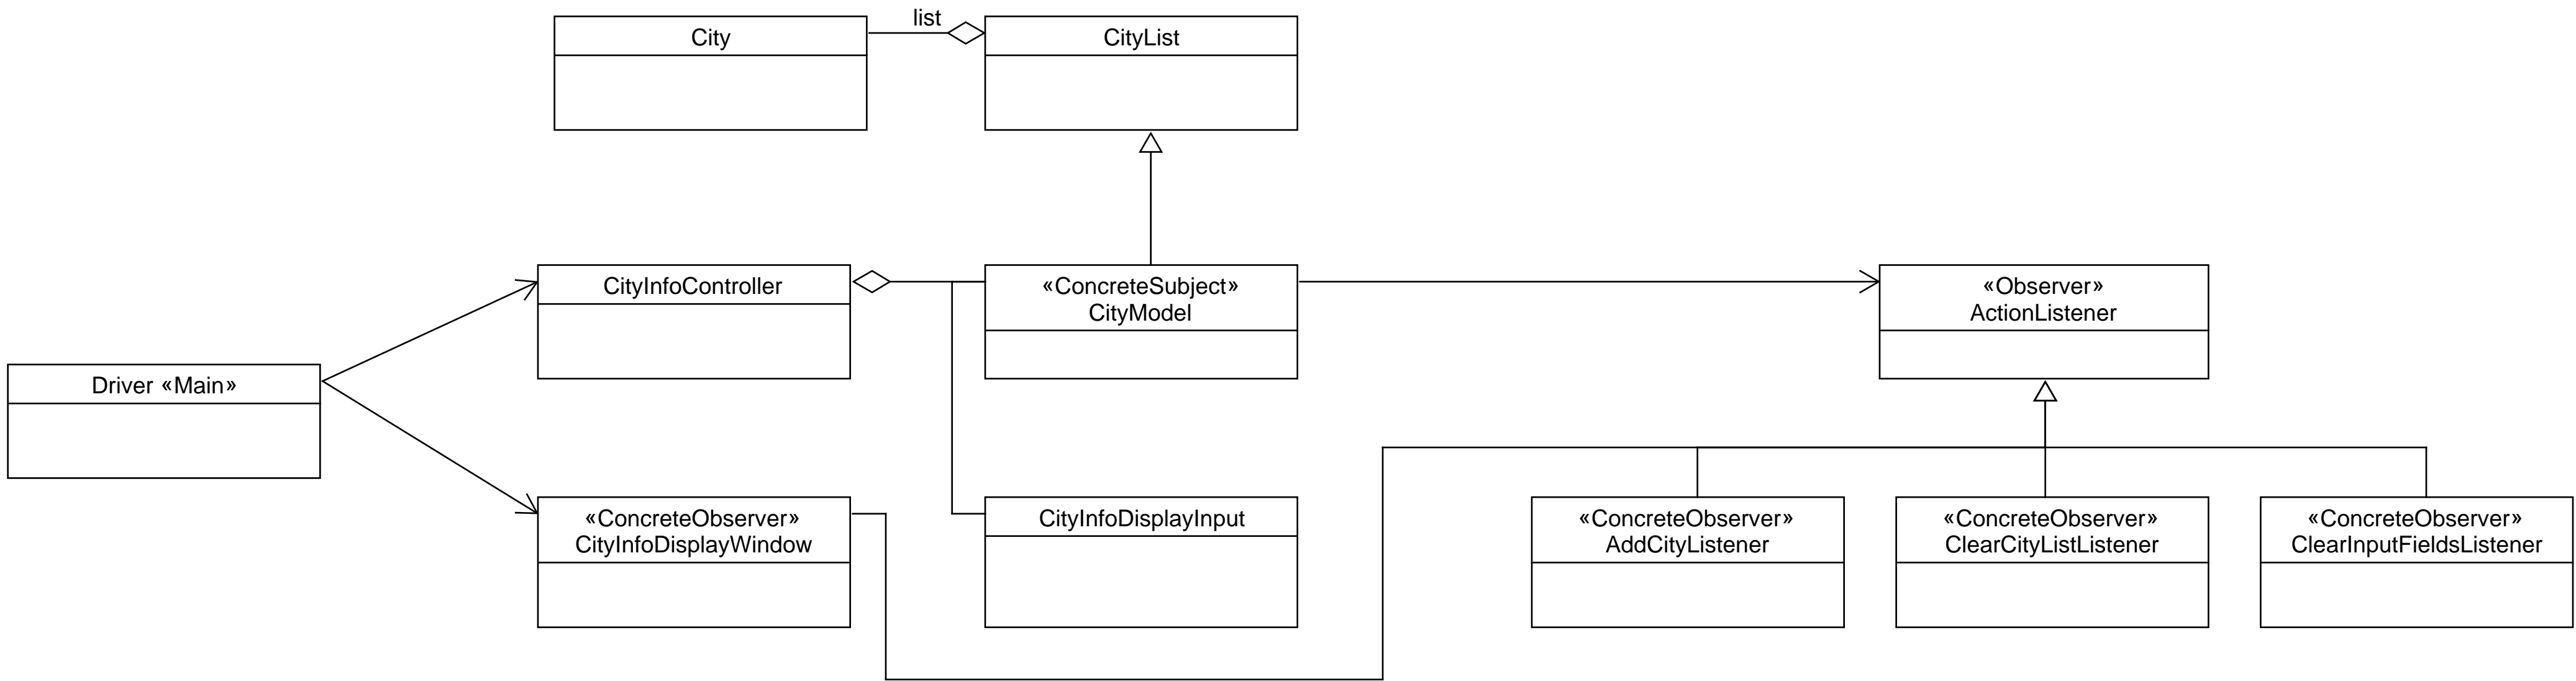 list
City
CityList
CityInfoController
«ConcreteSubject»
CityModel
«Observer»
ActionListener
Driver «Main»
«ConcreteObserver»
CityInfoDisplayWindow
CityInfoDisplayInput
«ConcreteObserver»
AddCityListener
«ConcreteObserver»
ClearCityListListener
«ConcreteObserver»
ClearInputFieldsListener